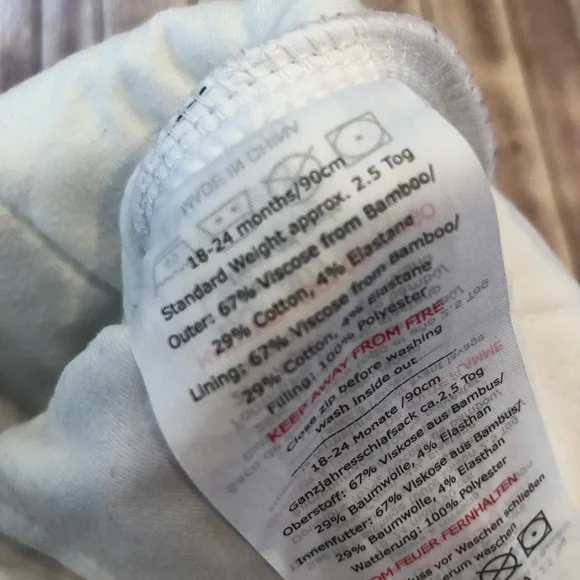 MADE IN CHINA
18-24 months/90cm
Standard Weight approx. 2.5 Tog
Outer: 67% Viscose from Bamboo/
29% Cotton, 4% Elastane
Lining: 67% Viscose from Bamboo/
29% Cotton, 4% Elastane
Filling: 100% Polyester
KEEP AWAY FROM FIRE
Close zip before washing
Wash Inside out
18-24 Monate /90cm
Ganzjahresschlafsack ca.2.5 Tog
Oberstoff: 67% Viskose aus Bambus/
29% Baumwolle, 4% Elasthan
Innenfutter: 67% Viskose aus Bambus/
29% Baumwolle, 4% Elasthan
Wattierung: 100% Polyester
OM FEUER FERNHALTEN
vor Waschen schließen
waschen